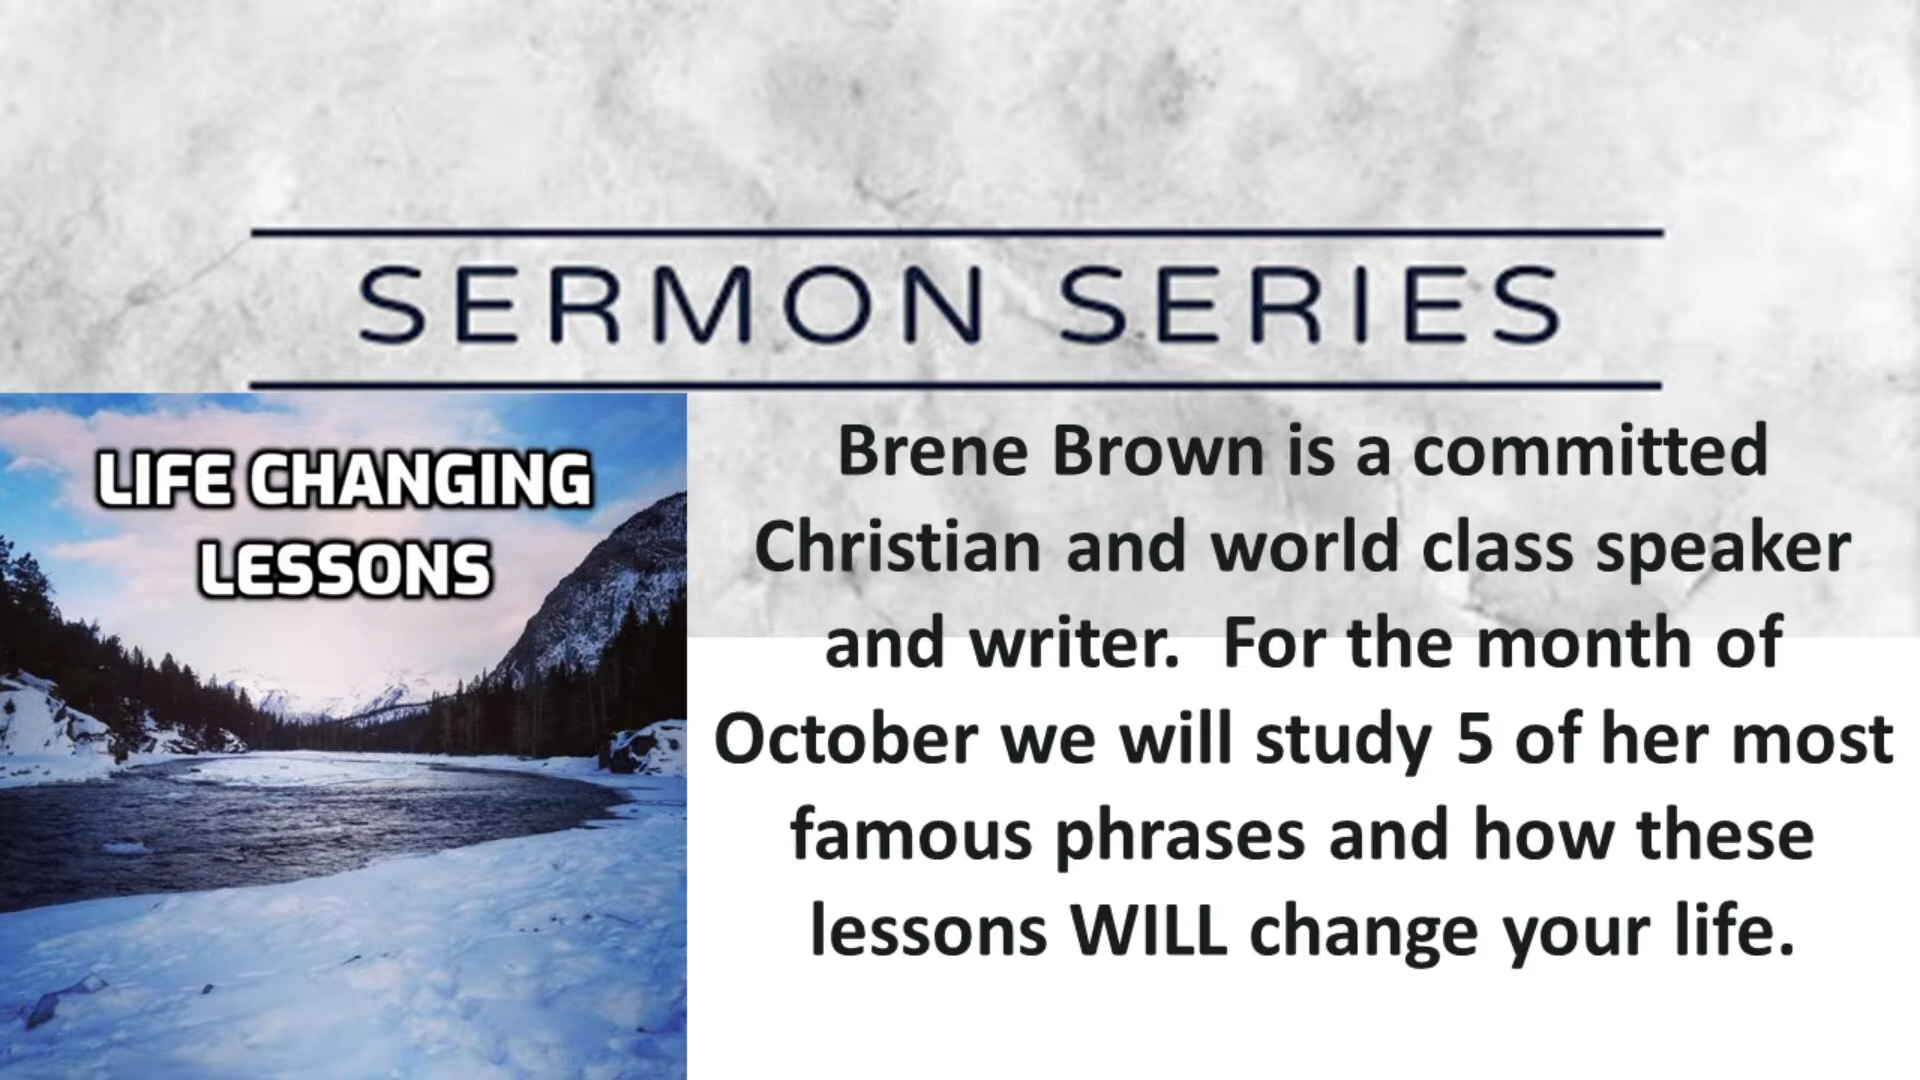 SERMON SERIES
LIFE CHANGING
LESSONS
Brene Brown is a committed
Christian and world class speaker
and writer.  For the month of
October we will study 5 of her most
famous phrases and how these
lessons WILL change your life.